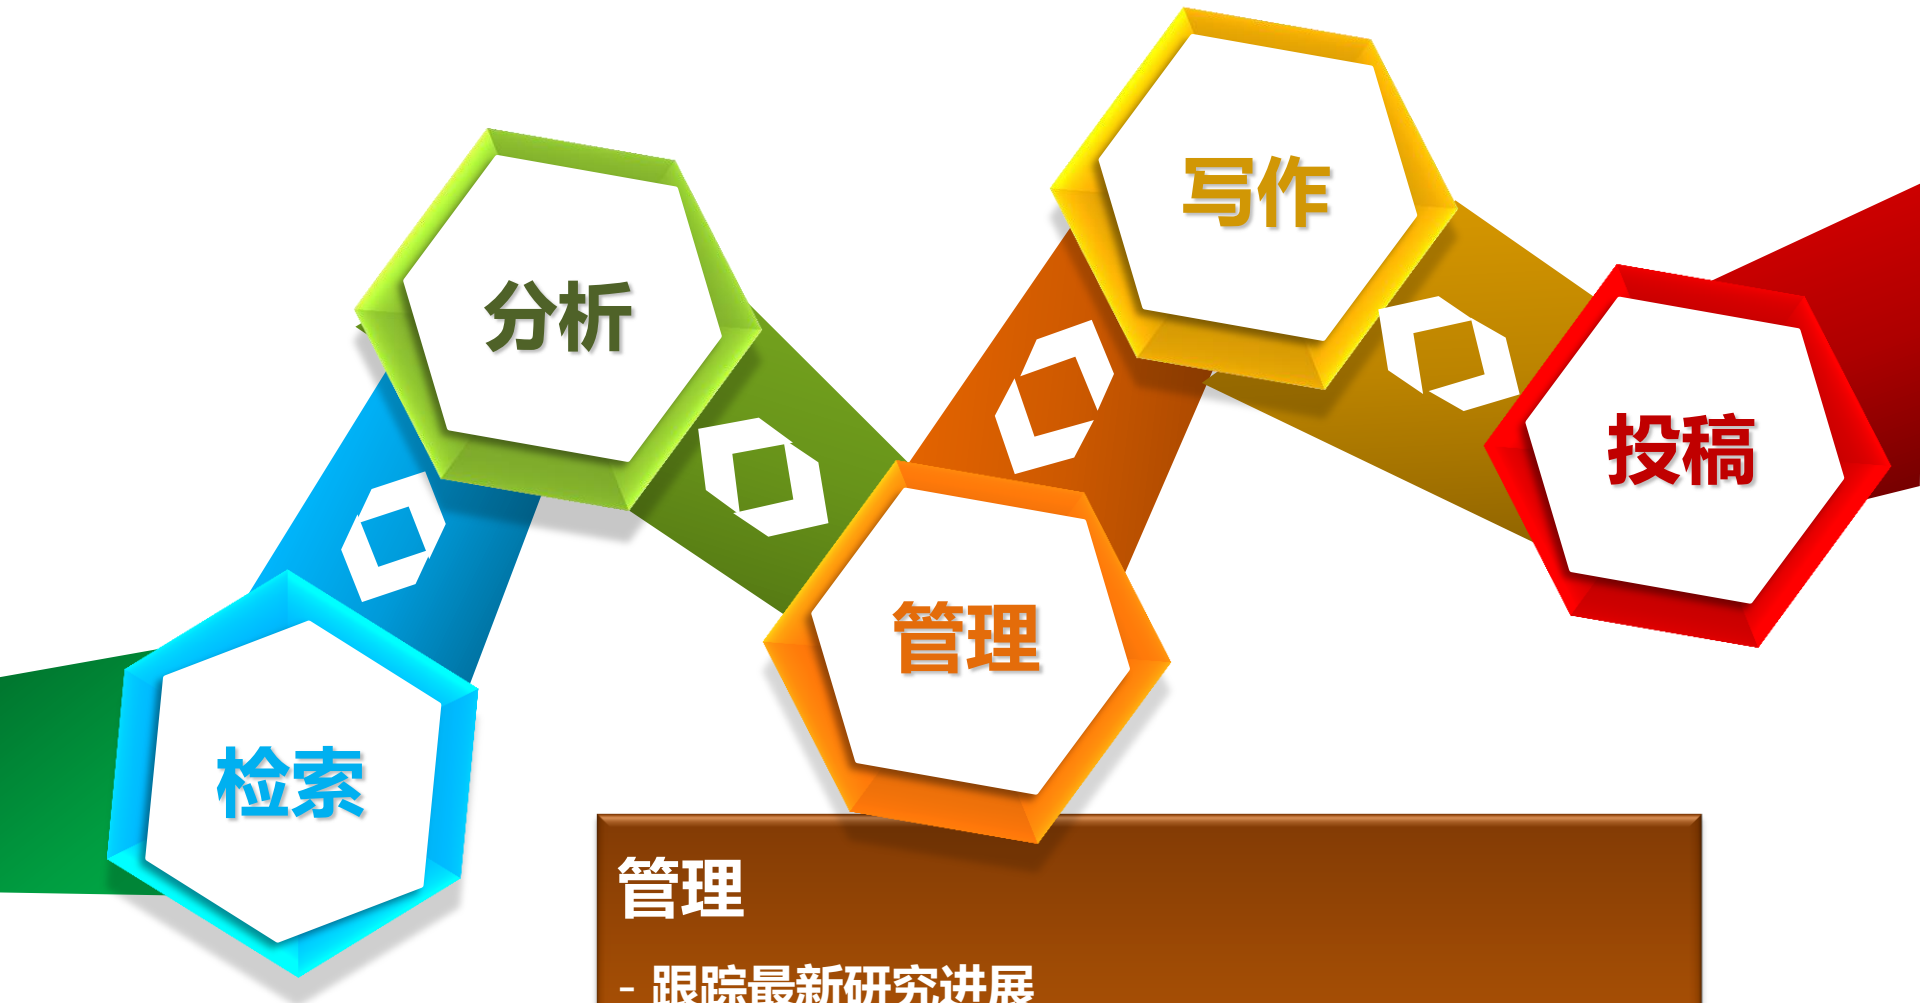 写作
分析
投稿
管理
检索
管理
- 跟踪最新研究进展